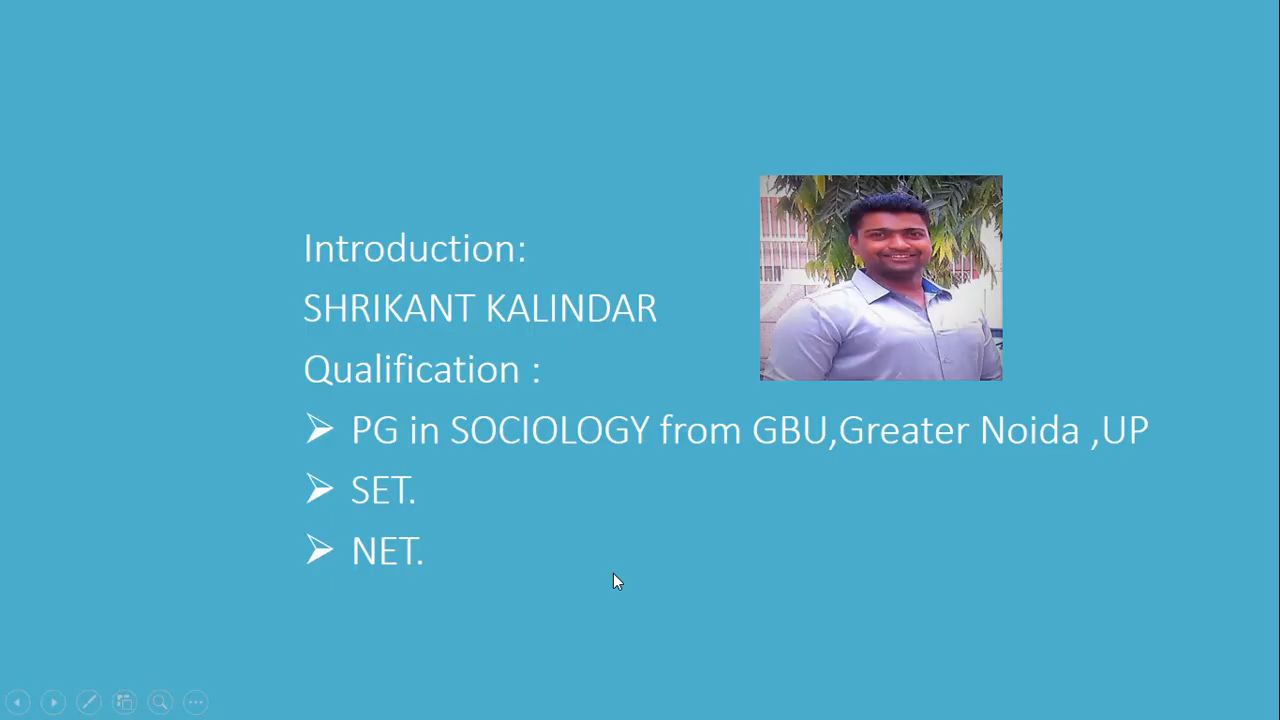 Introduction:
SHRIKANT KALINDAR
Qualification :
PG in SOCIOLOGY from GBU,Greater Noida ,UP
SET.
NET.